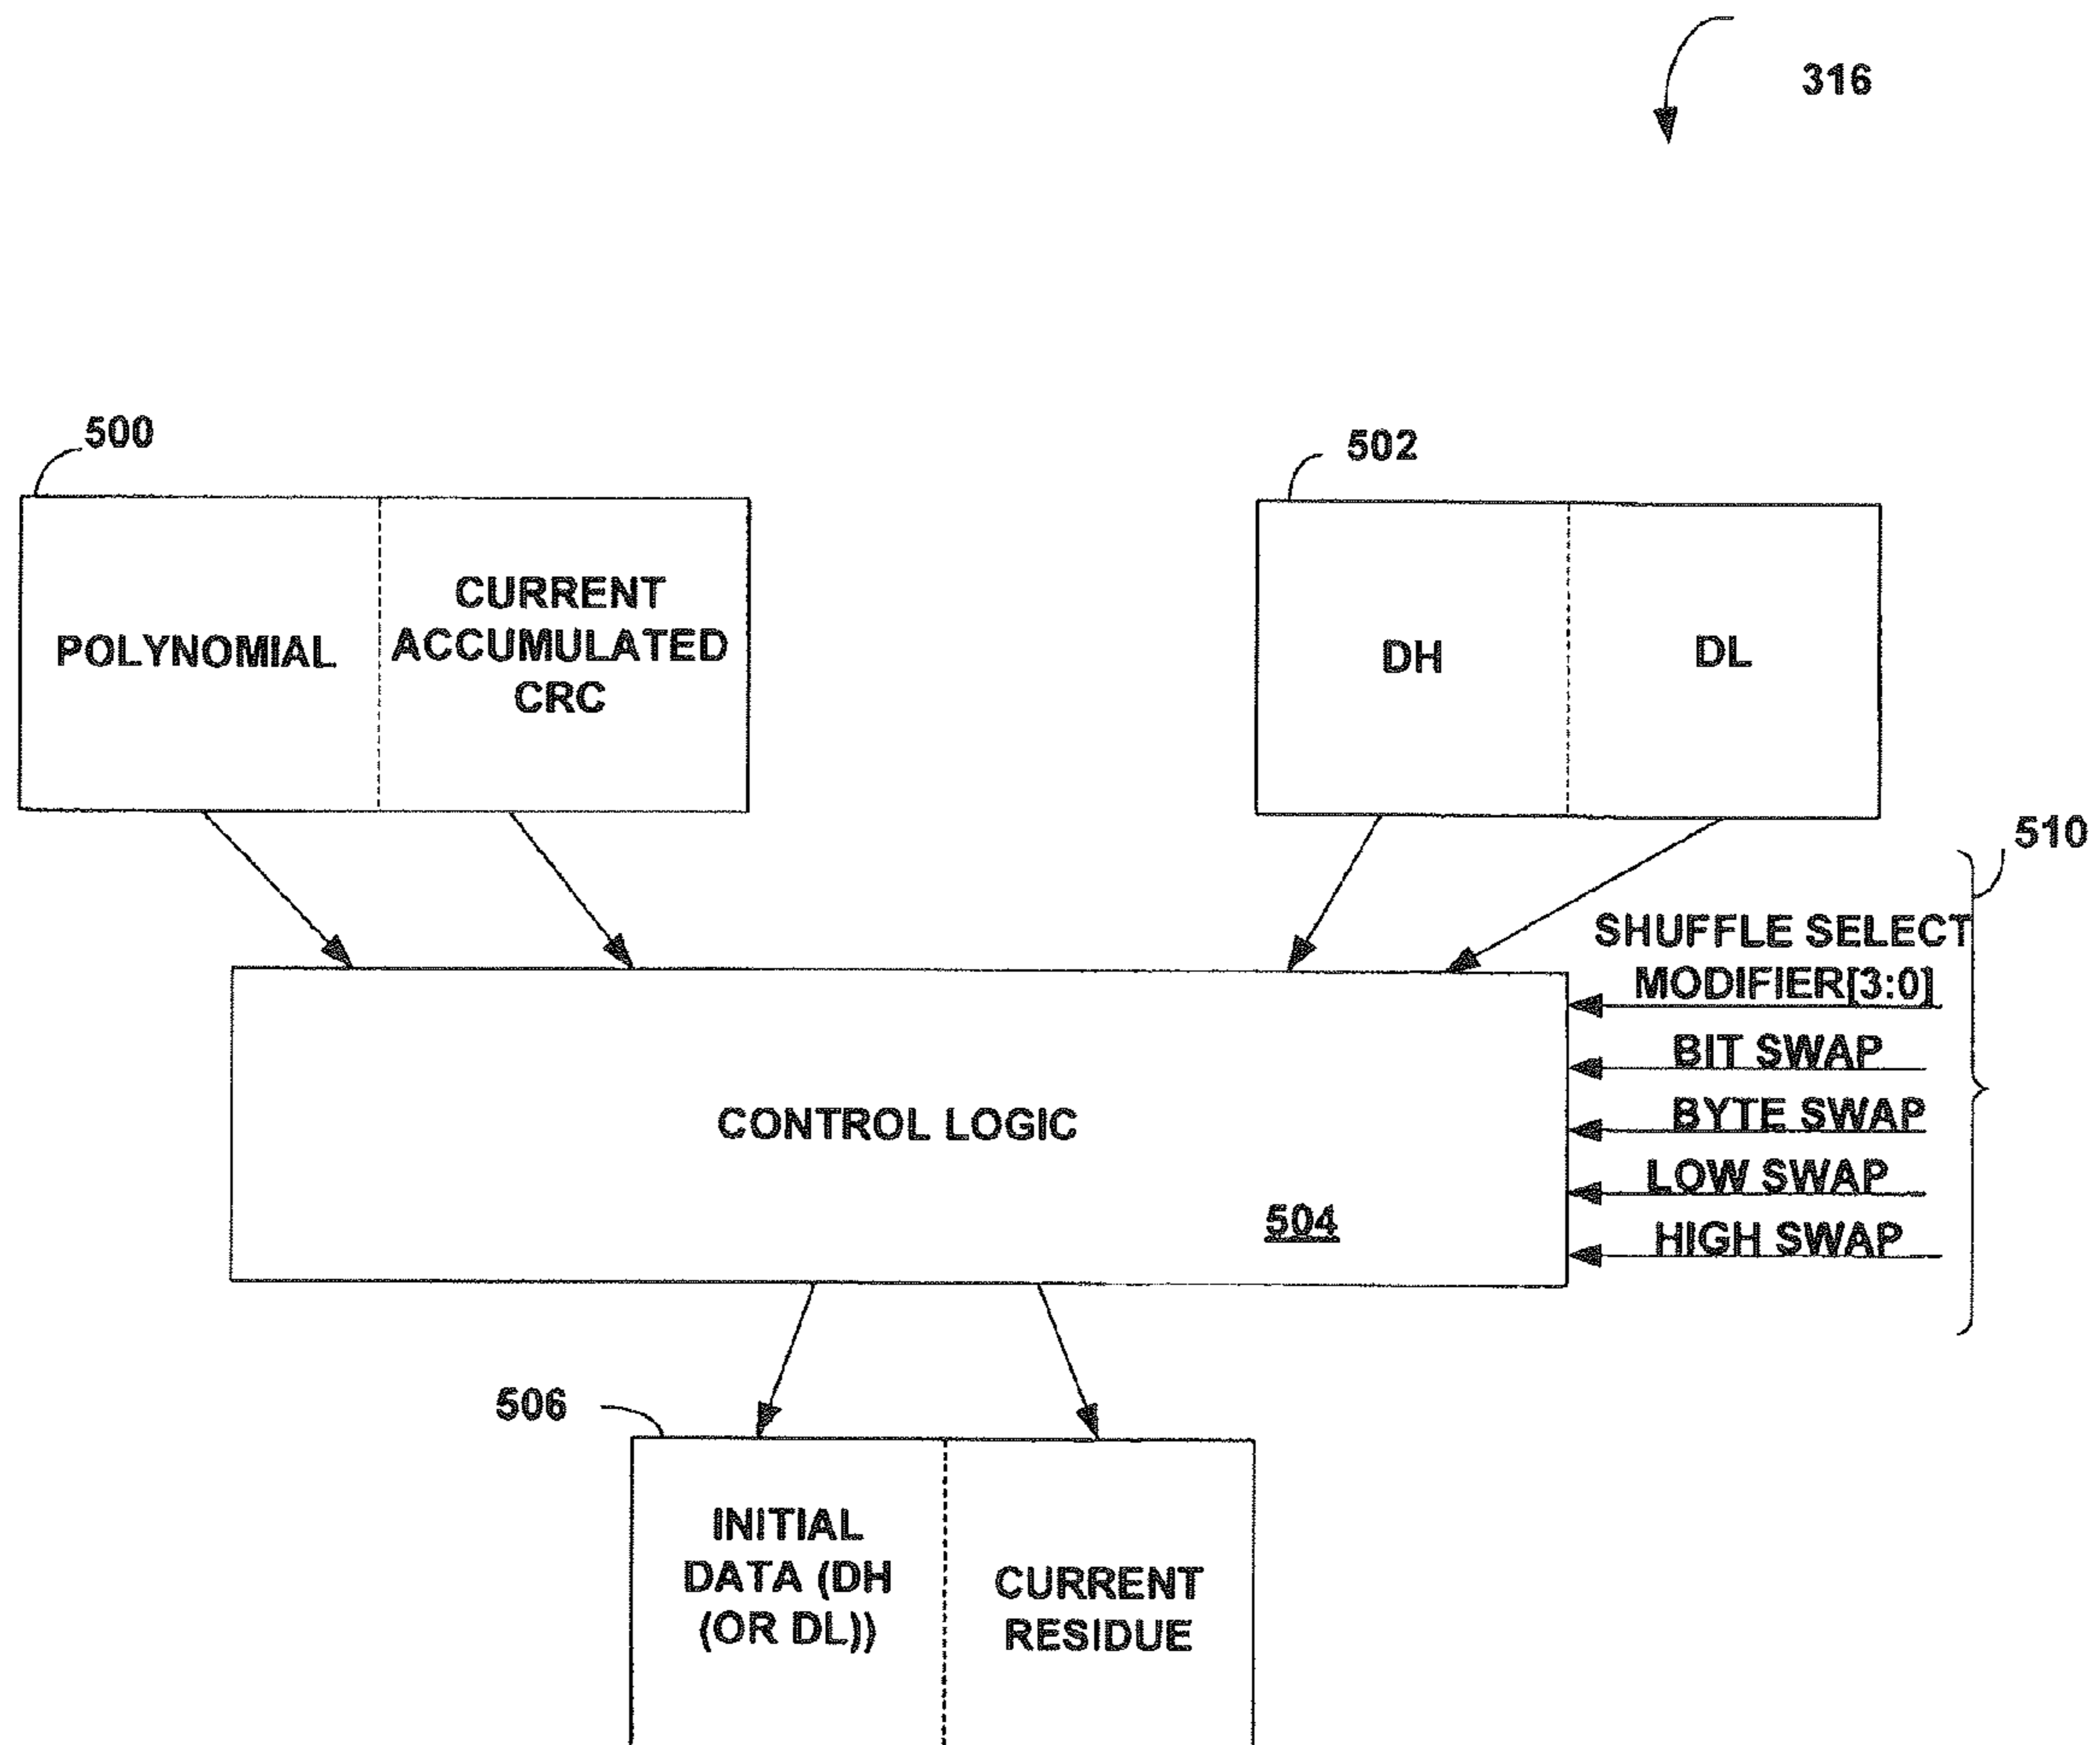 316
500
502
POLYNOMIAL
CURRENT
ACCUMULATED
CRC
DH
DL
510
SHUFFLE SELECT
MODIFIER[3:0]
BIT SWAP
BYTE SWAP
LOW SWAP
HIGH SWAP
CONTROL LOGIC
504
506
INITIAL
DATA (DH
(OR DL))
CURRENT
RESIDUE